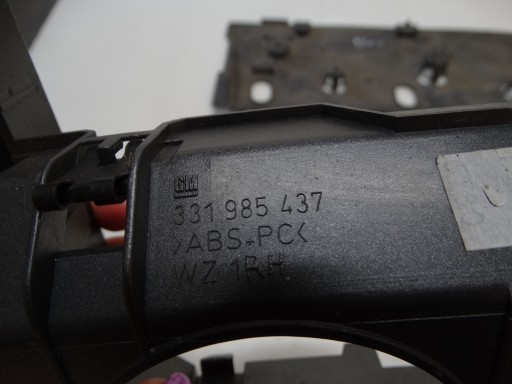 GM
331 985 437
>ABS+PC<
WZ 1RH